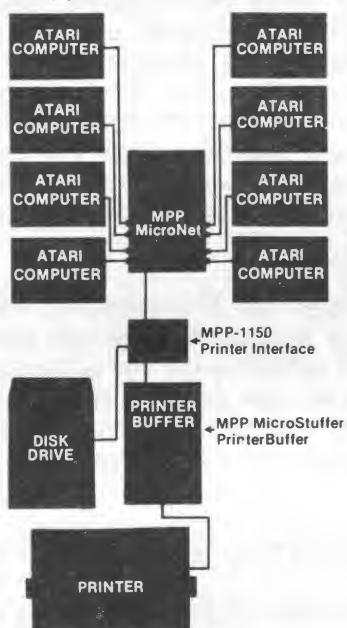 ATARI
COMPUTER
ATARI
COMPUTER
ATARI
COMPUTER
ATARI
COMPUTER
ATARI
COMPUTER
ATARI
COMPUTER
ATARI
COMPUTER
ATARI
COMPUTER
MPP
MicroNet
MPP-1150
Printer Interface
PRINTER
BUFFER
MPP MicroStuffer
PrinterBuffer
DISK
DRIVE
PRINTER